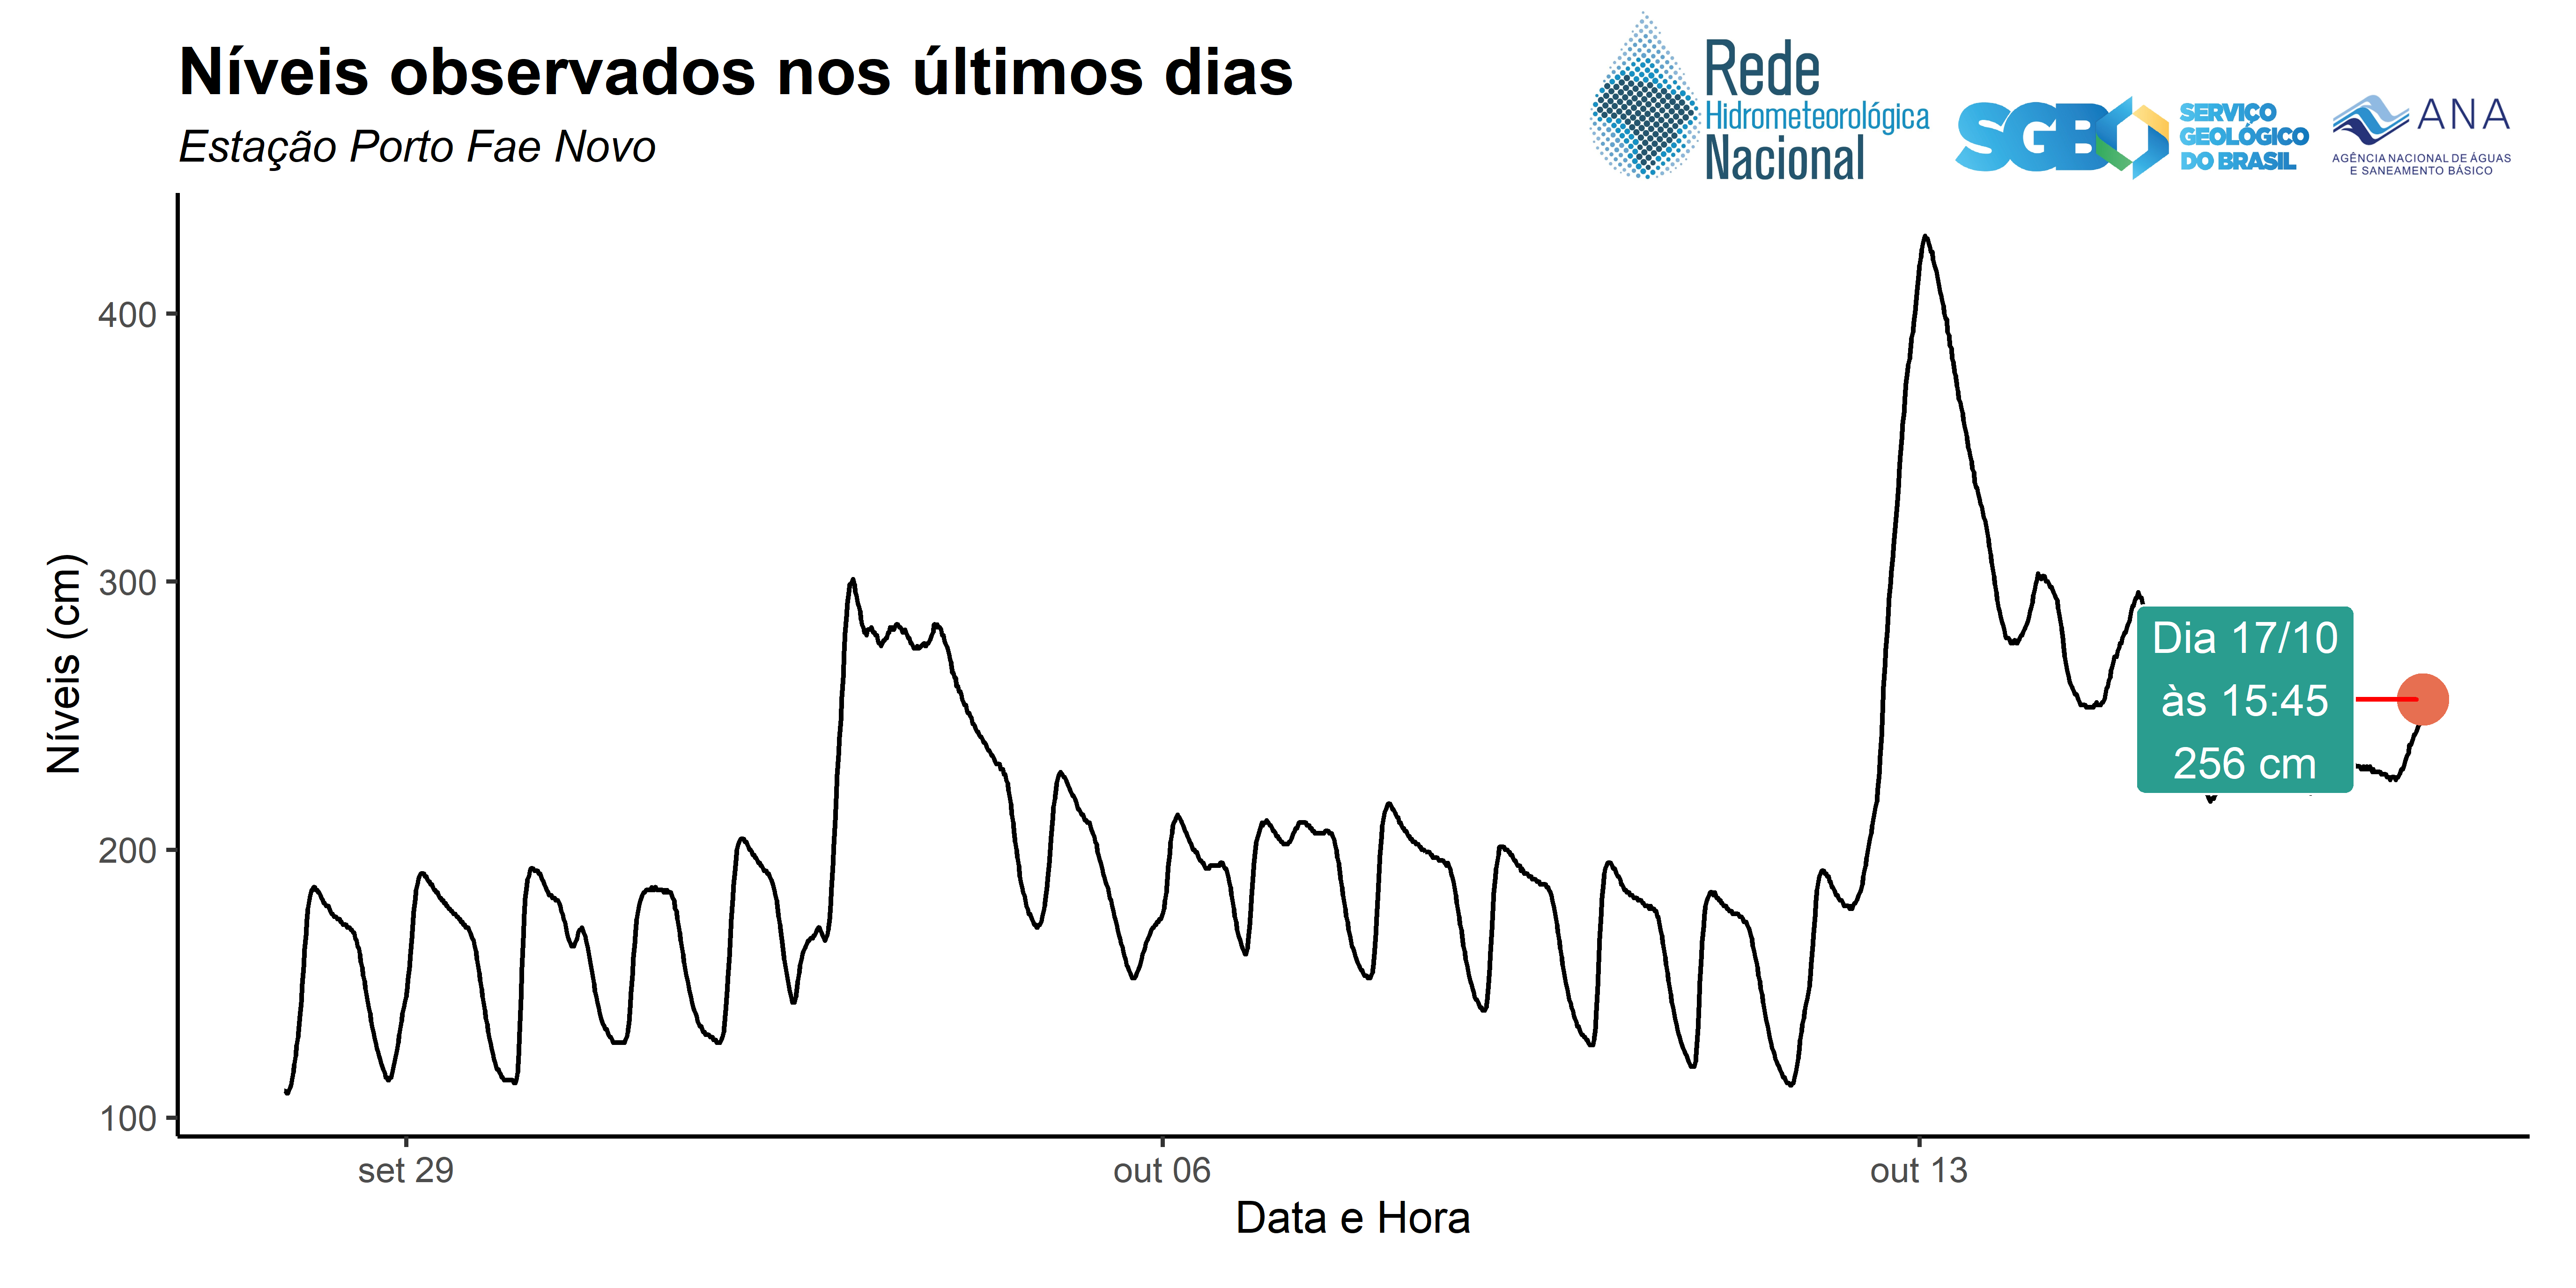 Níveis observados nos últimos dias
Estação Porto Fae Novo
Rede
Hidrometeorológica
Nacional
SGB
SERVIÇO
GEOLÓGICO
DO BRASIL
ANA
AGÊNCIA NACIONAL DE ÁGUAS
E SANEAMENTO BÁSICO
Níveis (cm)
400
300
200
100
Dia 17/10
às 15:45
256 cm
set 29
out 06
out 13
Data e Hora